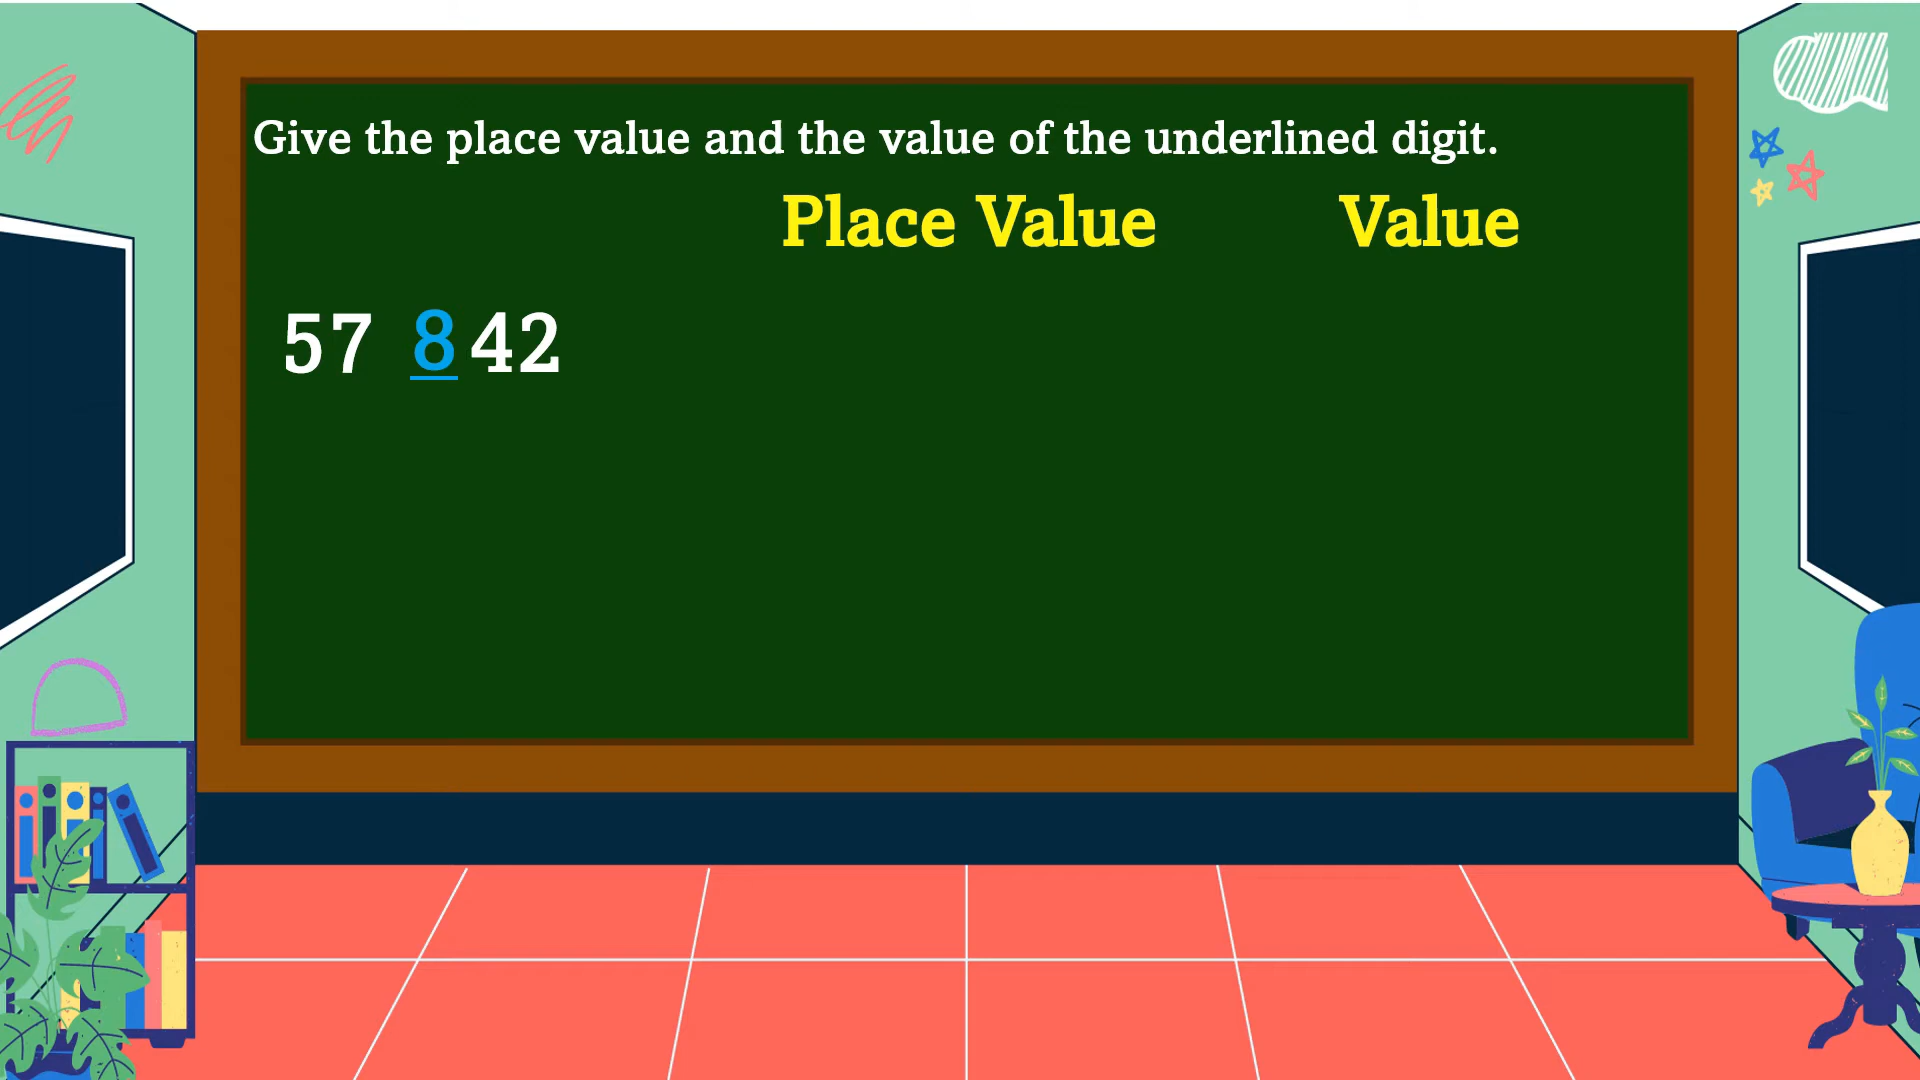 Give the place value and the value of the underlined digit.
Place Value Value
57 842